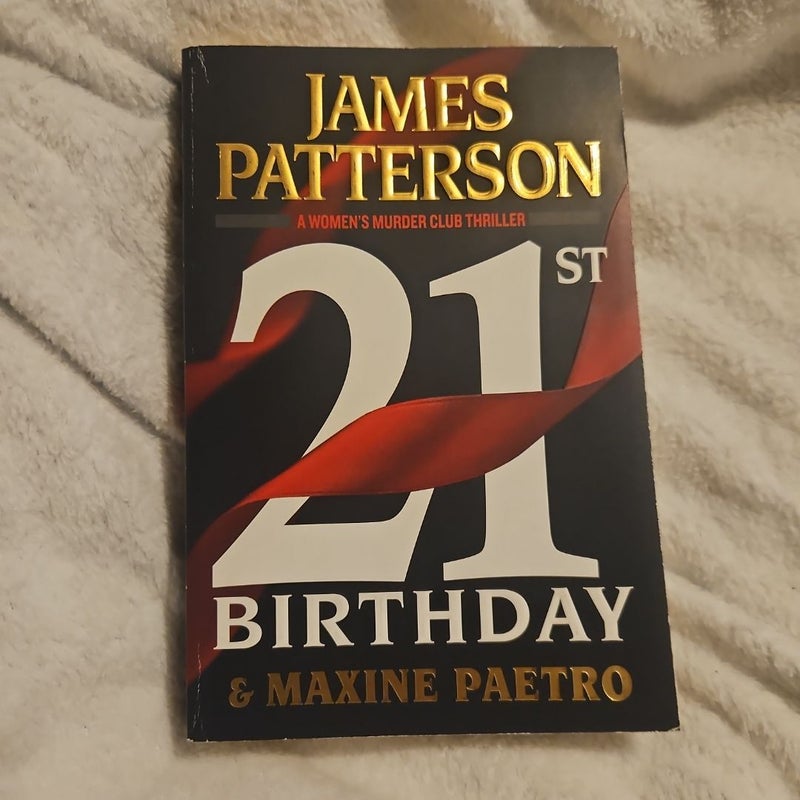 JAMES
PATTERSON
A WOMEN'S MURDER CLUB THRILLER
21ST
BIRTHDAY
& MAXINE PAETRO